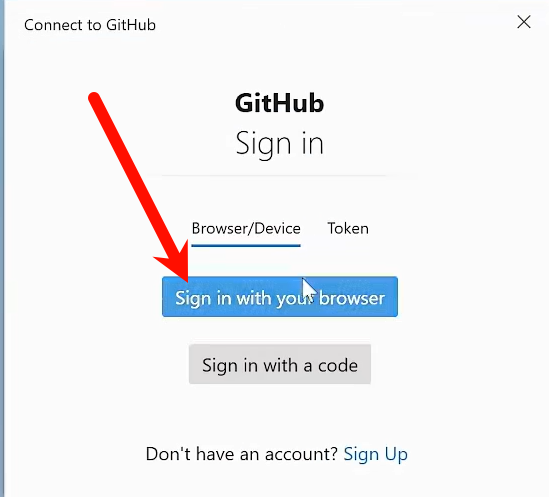 Connect to GitHub
GitHub
Sign in
Browser/Device Token
Sign in with your browser
Sign in with a code
Don't have an account? Sign Up